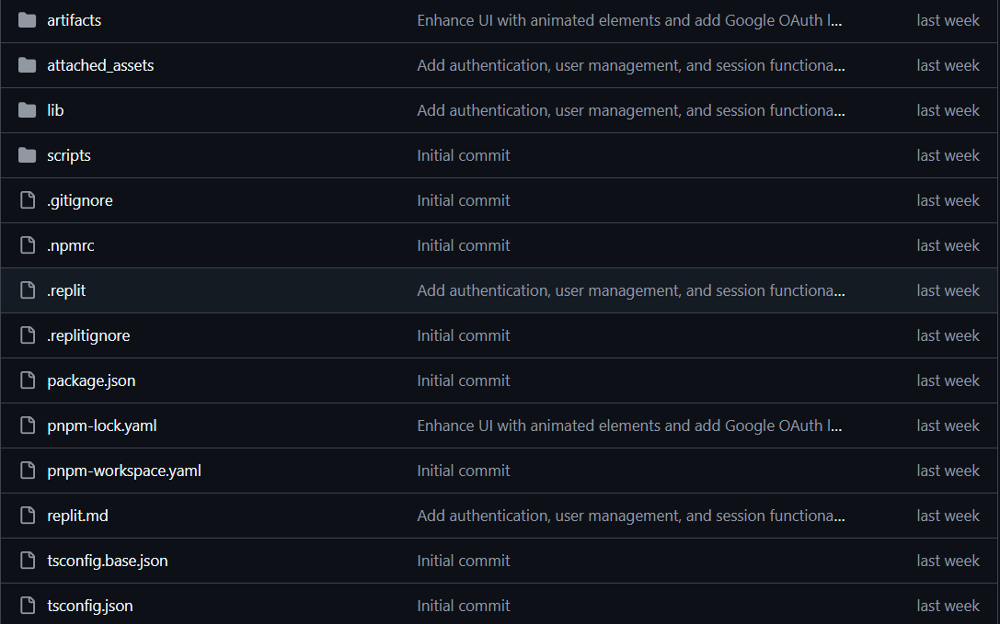 artifacts Enhance UI with animated elements and add Google OAuth l... last week
attached_assets Add authentication, user management, and session functiona... last week
lib Add authentication, user management, and session functiona... last week
scripts Initial commit last week
.gitignore Initial commit last week
.npmrc Initial commit last week
.replit Add authentication, user management, and session functiona... last week
.replitignore Initial commit last week
package.json Initial commit last week
pnpm-lock.yaml Enhance UI with animated elements and add Google OAuth l... last week
pnpm-workspace.yaml Initial commit last week
replit.md Add authentication, user management, and session functiona... last week
tsconfig.base.json Initial commit last week
tsconfig.json Initial commit last week